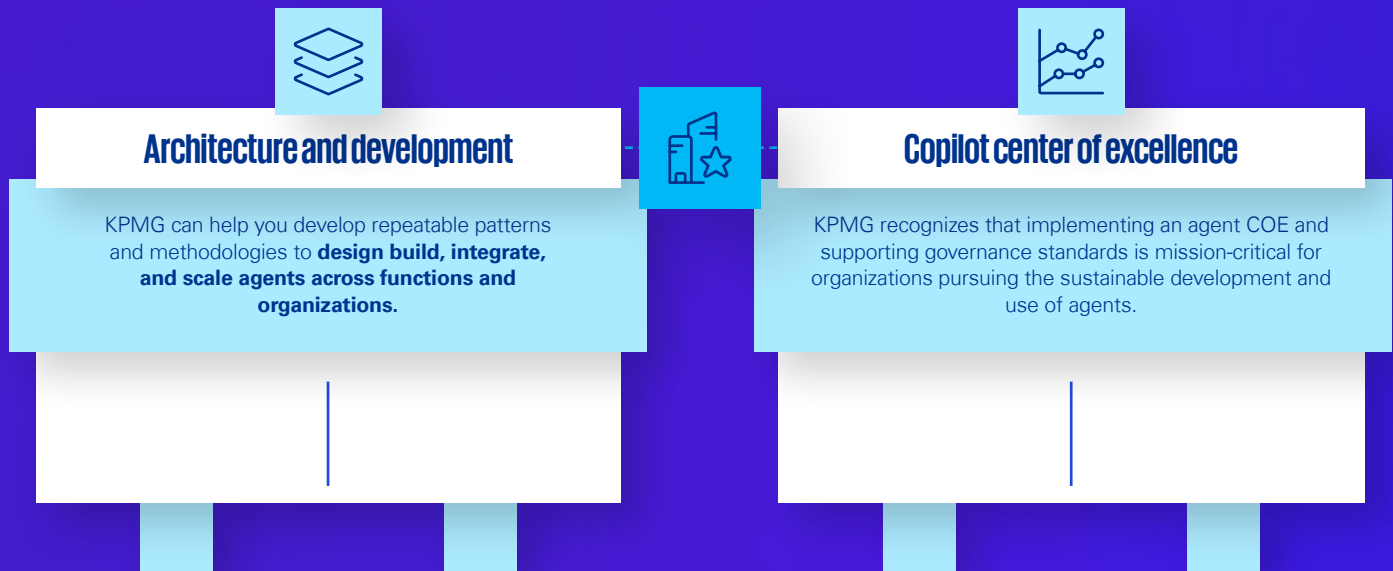 Architecture and development
KPMG can help you develop repeatable patterns
and methodologies to design build, integrate,
and scale agents across functions and
organizations.
Copilot center of excellence
KPMG recognizes that implementing an agent COE and
supporting governance standards is mission-critical for
organizations pursuing the sustainable development and
use of agents.